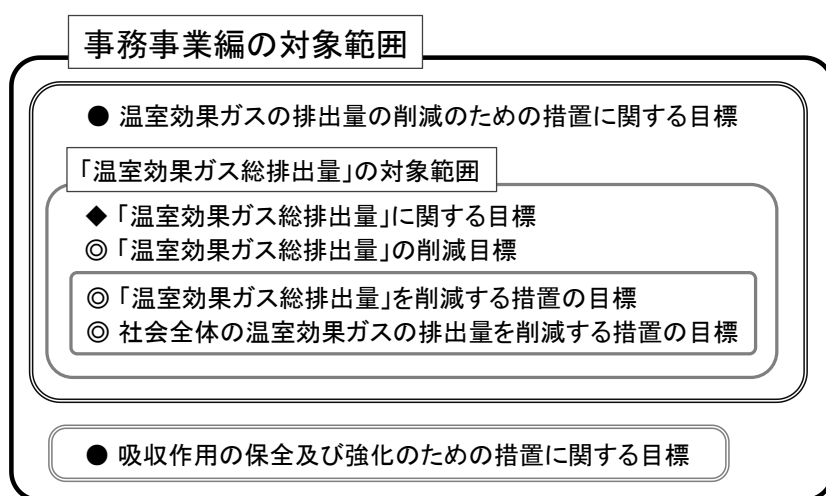 事務事業編の対象範囲
● 温室効果ガスの排出量の削減のための措置に関する目標
「温室効果ガス総排出量」の対象範囲
◆「温室効果ガス総排出量」に関する目標
◎「温室効果ガス総排出量」の削減目標
◎「温室効果ガス総排出量」を削減する措置の目標
◎ 社会全体の温室効果ガスの排出量を削減する措置の目標
● 吸収作用の保全及び強化のための措置に関する目標